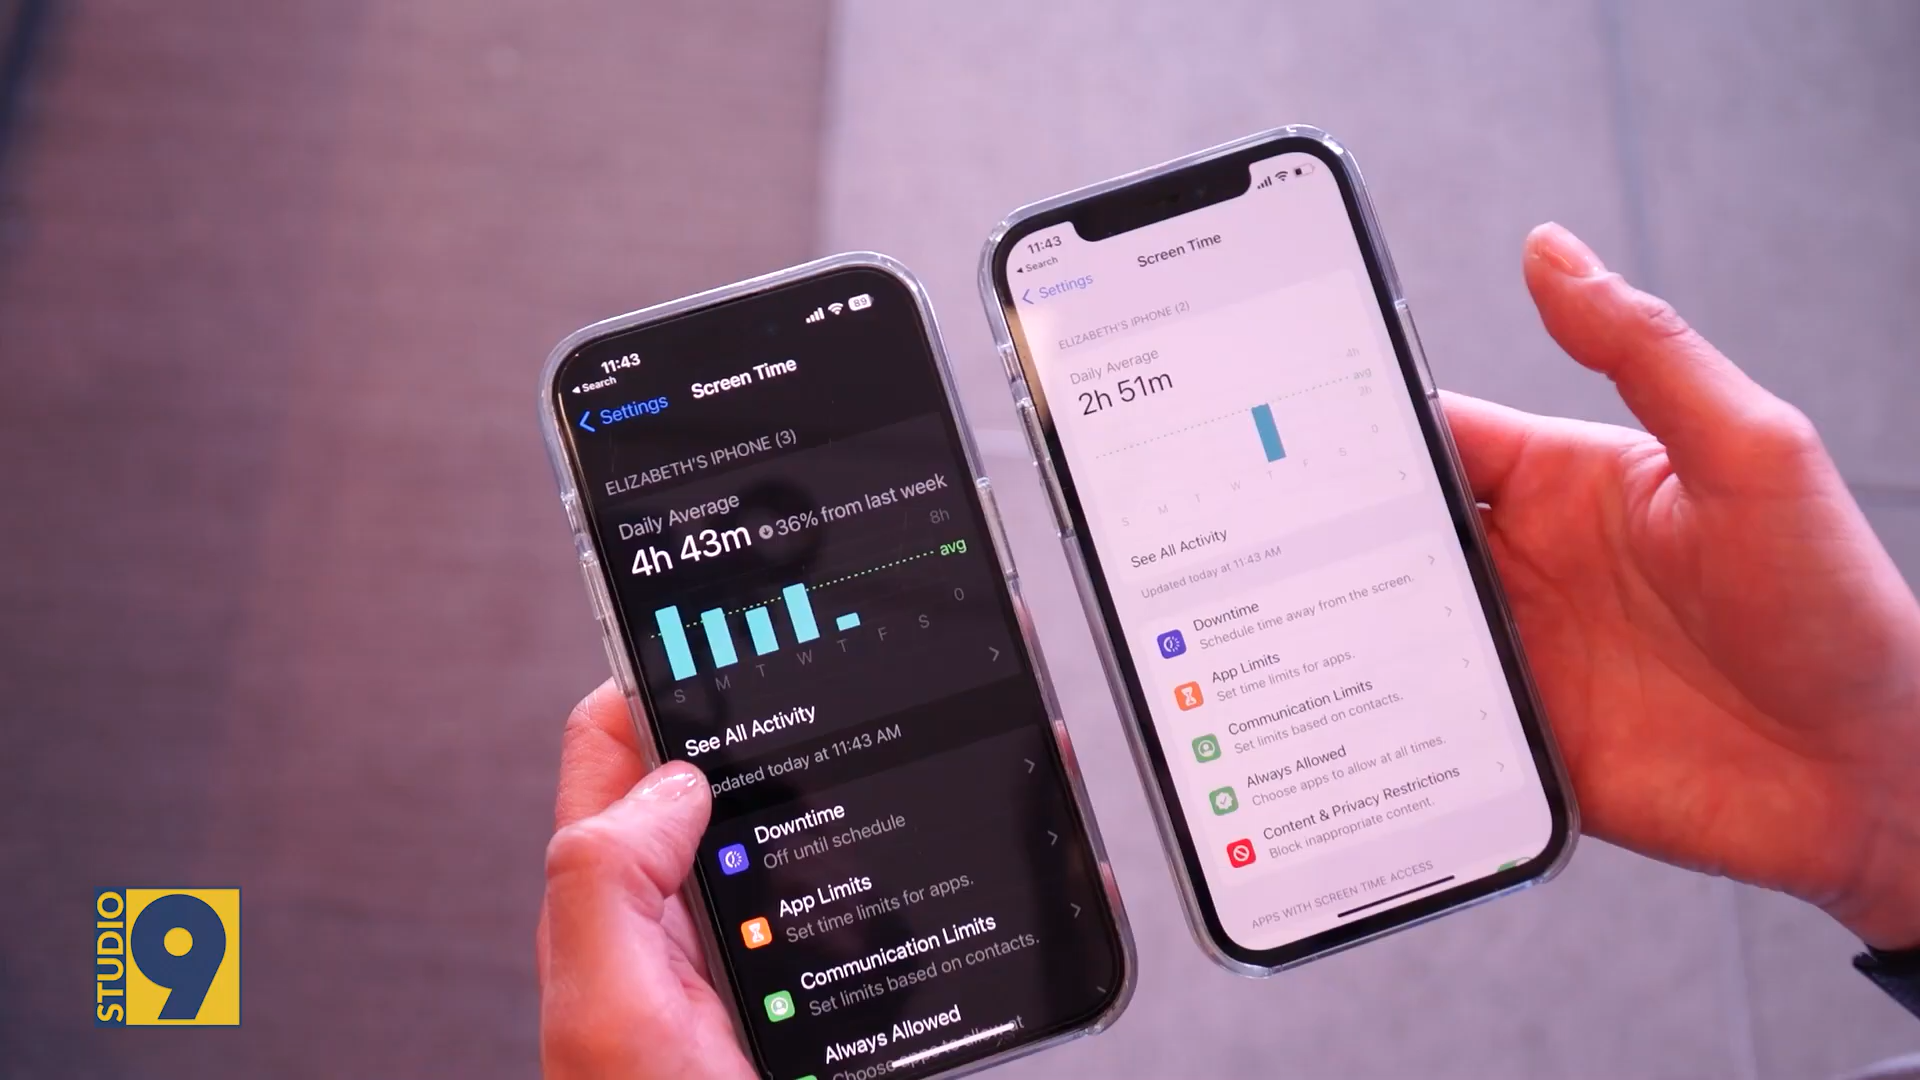 11:43
Search
89
Settings
Screen Time
ELIZABETH'S IPHONE (3)
Daily Average
4h 43m 36% from last week
8h
avg
0
S M T W T F S
See All Activity
pdated today at 11:43 AM
Downtime
Off until schedule
App Limits
Set time limits for apps.
Communication Limits
Set limits based on contacts.
Always Allowed
Choose apps to allow at
11:43
Search
Settings
Screen Time
ELIZABETH'S IPHONE (2)
Daily Average
2h 51m
4h
avg
0
S M T W T F S
See All Activity
Updated today at 11:43 AM
Downtime
Schedule time away from the screen.
App Limits
Set time limits for apps.
Communication Limits
Set limits based on contacts.
Always Allowed
Choose apps to allow at all times.
Content & Privacy Restrictions
Block inappropriate content.
APPS WITH SCREEN TIME ACCESS
STUDIO
9